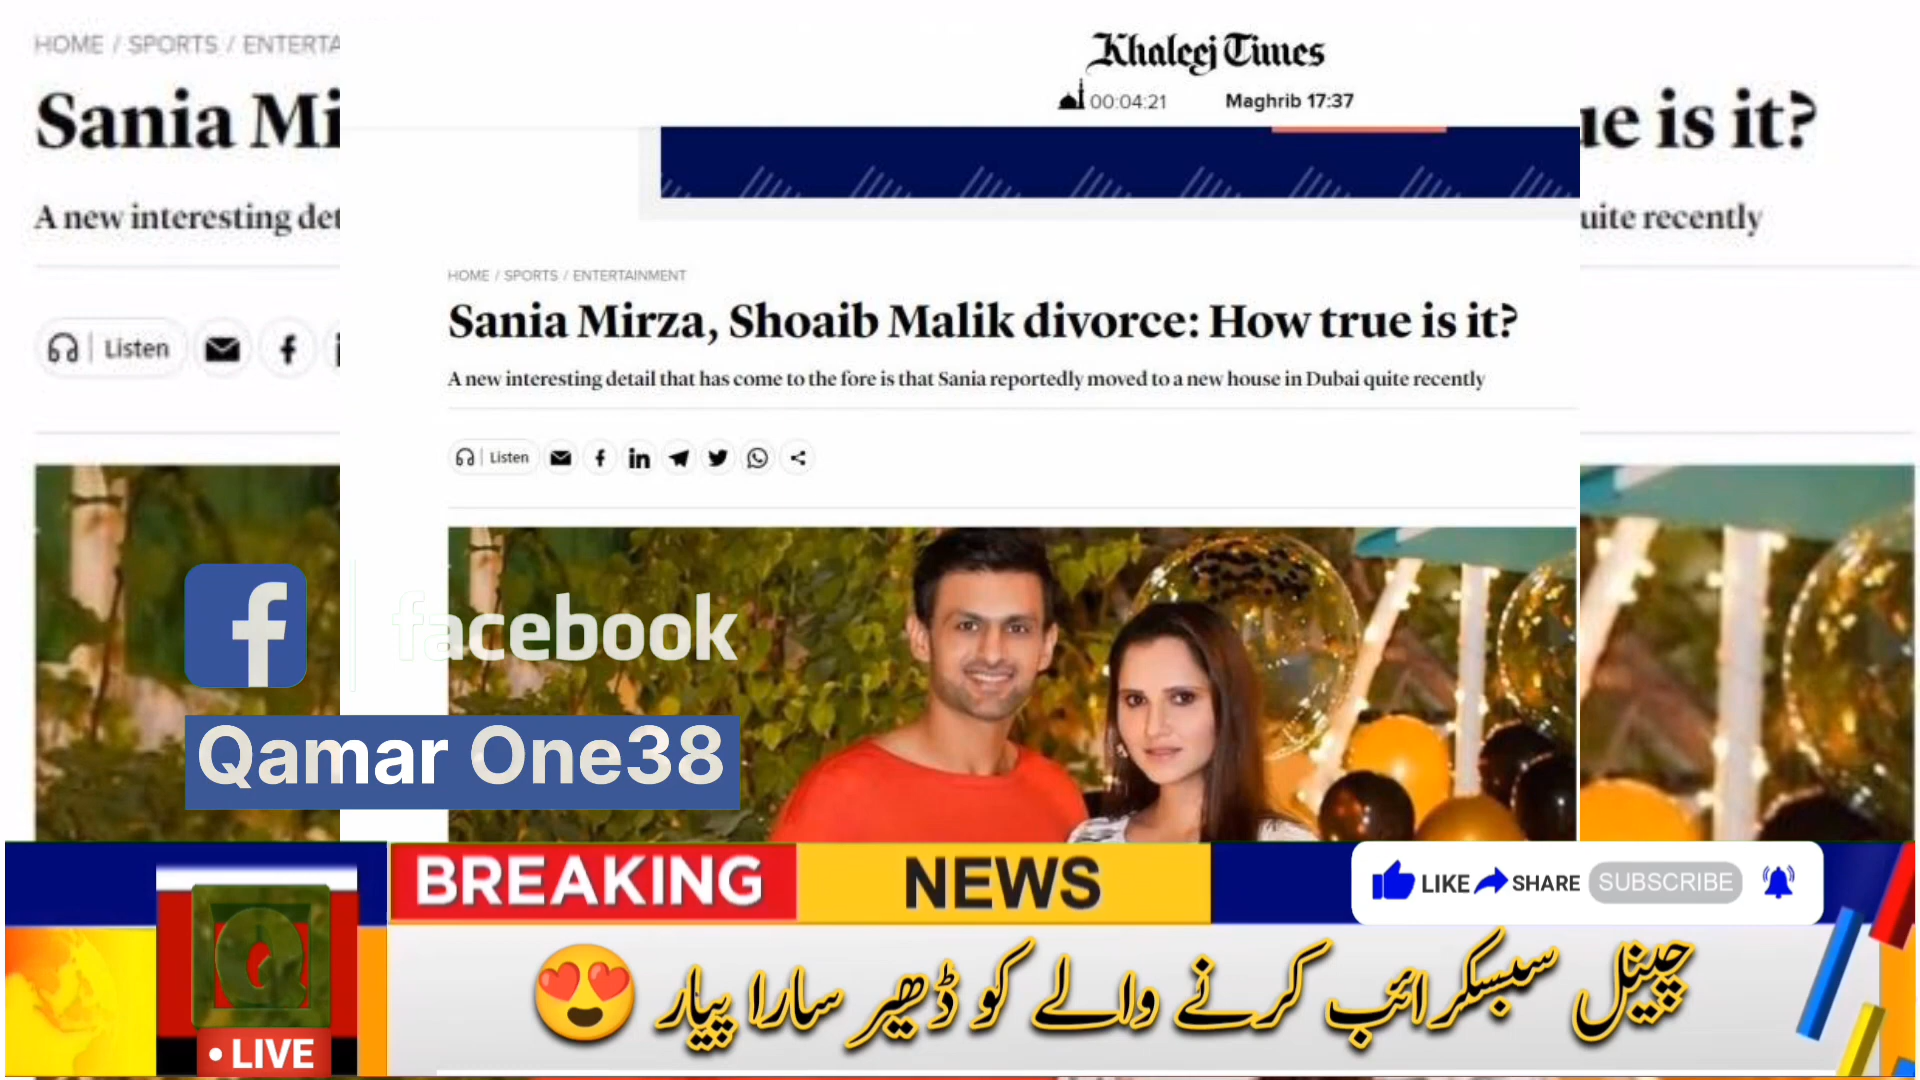 HOME / SPORTS / ENTERTA
Khaleej Times
00:04:21 Maghrib 17:37
Sania Mi
ue is it?
A new interesting det
uite recently
HOME / SPORTS / ENTERTAINMENT
Sania Mirza, Shoaib Malik divorce: How true is it?
A new interesting detail that has come to the fore is that Sania reportedly moved to a new house in Dubai quite recently
Listen
Listen
facebook
Qamar One38
BREAKING NEWS
LIKE SHARE SUBSCRIBE
چینل سبسکرائب کرنے والے کو ڈھیر سارا پیار 😍
Q
• LIVE